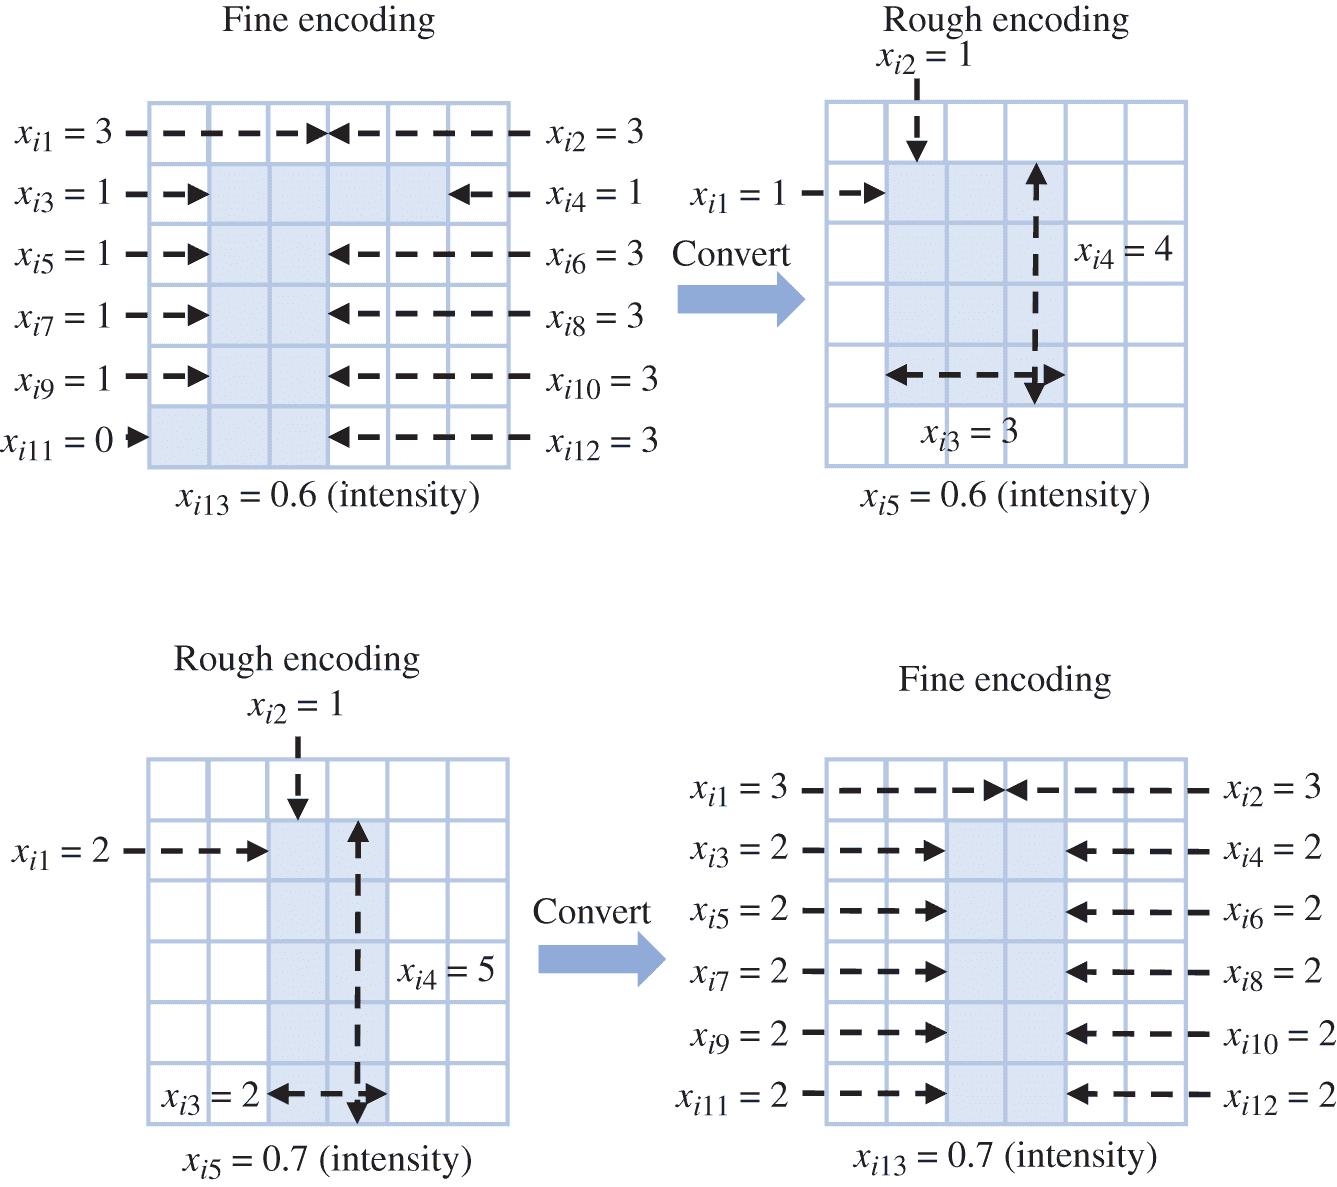 Fine encoding
Rough encoding
xi2 = 1
xi1 = 3
xi2 = 3
xi3 = 1
xi4 = 1
xi1 = 1
xi5 = 1
xi6 = 3
Convert
xi4 = 4
xi7 = 1
xi8 = 3
xi9 = 1
xi10 = 3
xi11 = 0
xi12 = 3
xi3 = 3
xi13 = 0.6 (intensity)
xi5 = 0.6 (intensity)
Rough encoding
Fine encoding
xi2 = 1
xi1 = 3
xi2 = 3
xi1 = 2
xi3 = 2
xi4 = 2
Convert
xi5 = 2
xi6 = 2
xi4 = 5
xi7 = 2
xi8 = 2
xi9 = 2
xi10 = 2
xi3 = 2
xi11 = 2
xi12 = 2
xi5 = 0.7 (intensity)
xi13 = 0.7 (intensity)